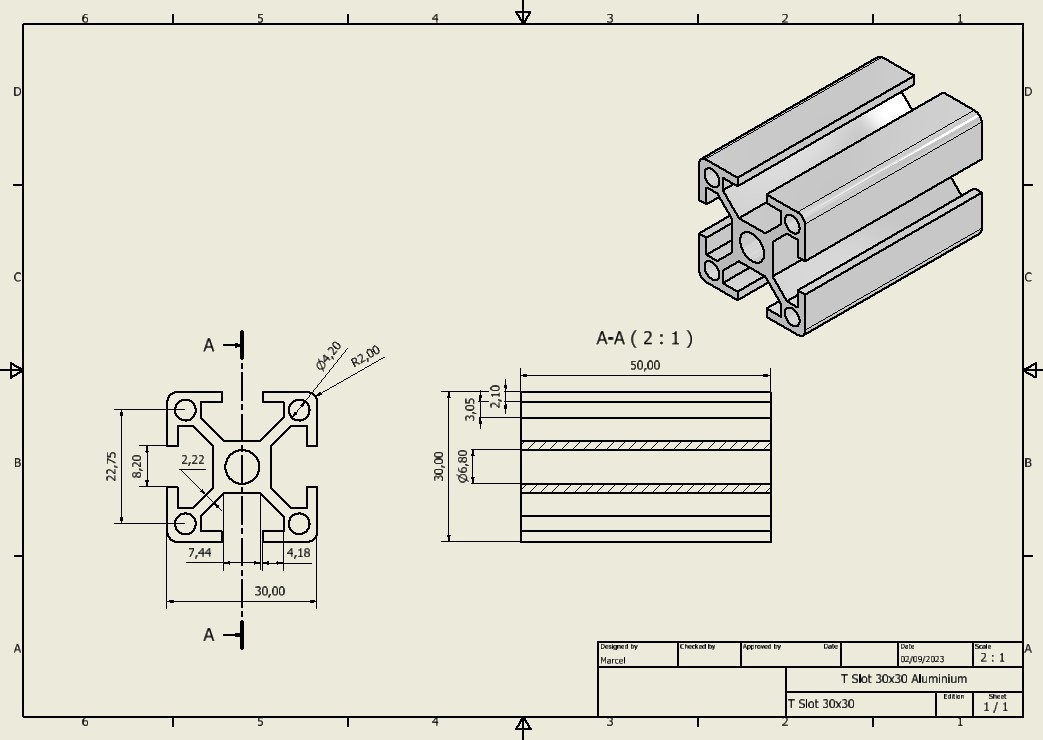 6 5 4 3 2 1
D D
C C
B B
A A
A
Ø4,20
R2,00
22,75
8,20
2,22
7,44
4,18
30,00
A
A-A ( 2 : 1 )
50,00
2,10
3,05
30,00
Ø6,80
Designed by Checked by Approved by Date Date Scale
Marcel 02/09/2023 2 : 1
T Slot 30x30 Aluminium
Edition Sheet
T Slot 30x30 1 / 1
6 5 4 3 2 1